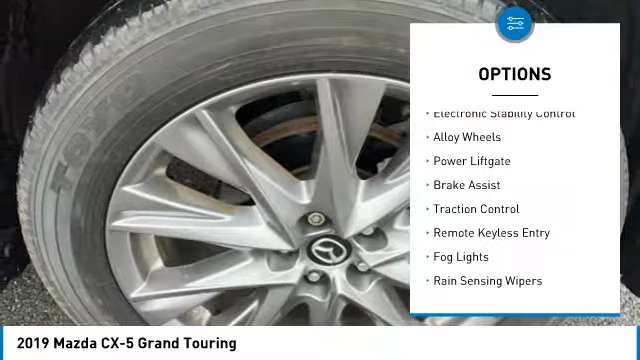 TOYO
OPTIONS
Electronic Stability Control
Alloy Wheels
Power Liftgate
Brake Assist
Traction Control
Remote Keyless Entry
Fog Lights
Rain Sensing Wipers
2019 Mazda CX-5 Grand Touring